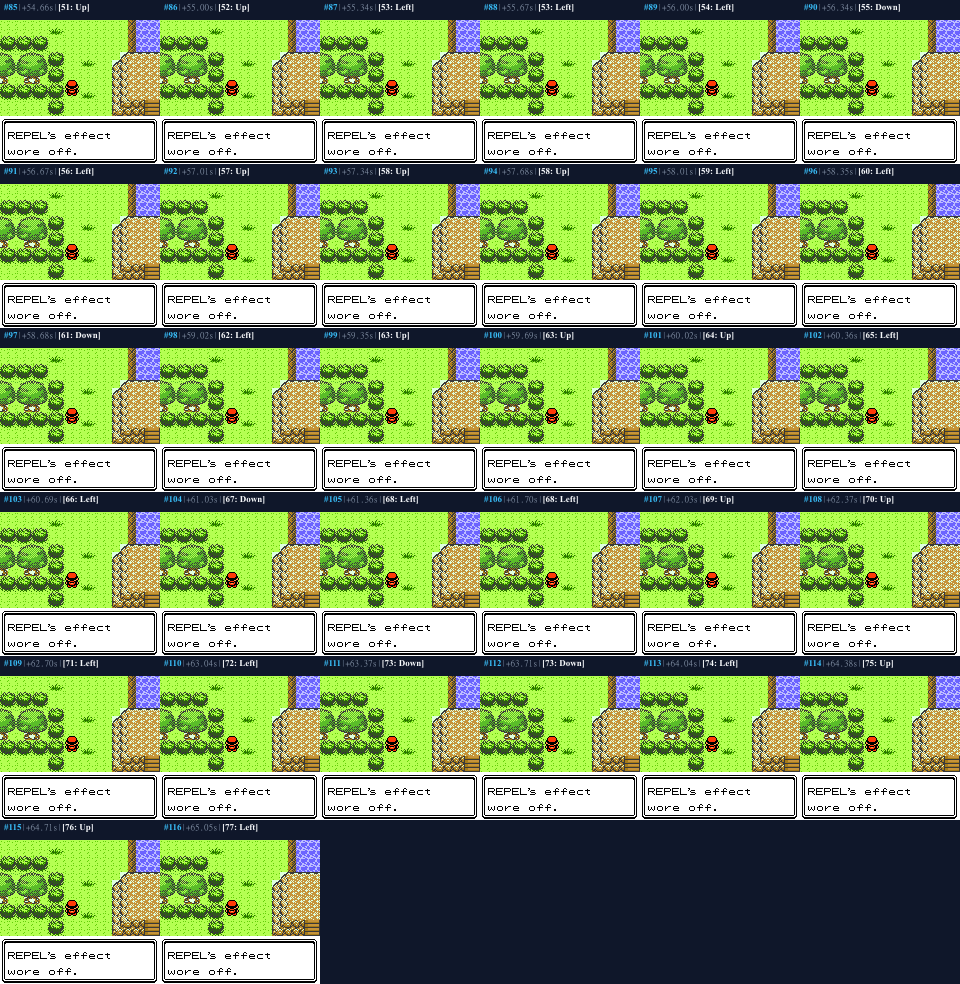 #85|+54.66s|[51: Up] #86|+55.00s|[52: Up] #87|+55.34s|[53: Left] #88|+55.67s|[53: Left] #89|+56.00s|[54: Left] #90|+56.34s|[55: Down]
REPEL's effect REPEL's effect REPEL's effect REPEL's effect REPEL's effect REPEL's effect
wore off. wore off. wore off. wore off. wore off. wore off.
#91|+56.67s|[56: Left] #92|+57.01s|[57: Up] #93|+57.34s|[58: Up] #94|+57.68s|[58: Up] #95|+58.01s|[59: Left] #96|+58.35s|[60: Left]
REPEL's effect REPEL's effect REPEL's effect REPEL's effect REPEL's effect REPEL's effect
wore off. wore off. wore off. wore off. wore off. wore off.
#97|+58.68s|[61: Down] #98|+59.02s|[62: Left] #99|+59.35s|[63: Up] #100|+59.69s|[63: Up] #101|+60.02s|[64: Up] #102|+60.36s|[65: Left]
REPEL's effect REPEL's effect REPEL's effect REPEL's effect REPEL's effect REPEL's effect
wore off. wore off. wore off. wore off. wore off. wore off.
#103|+60.69s|[66: Left] #104|+61.03s|[67: Down] #105|+61.36s|[68: Left] #106|+61.70s|[68: Left] #107|+62.03s|[69: Up] #108|+62.37s|[70: Up]
REPEL's effect REPEL's effect REPEL's effect REPEL's effect REPEL's effect REPEL's effect
wore off. wore off. wore off. wore off. wore off. wore off.
#109|+62.70s|[71: Left] #110|+63.04s|[72: Left] #111|+63.37s|[73: Down] #112|+63.71s|[73: Down] #113|+64.04s|[74: Left] #114|+64.38s|[75: Up]
REPEL's effect REPEL's effect REPEL's effect REPEL's effect REPEL's effect REPEL's effect
wore off. wore off. wore off. wore off. wore off. wore off.
#115|+64.71s|[76: Up] #116|+65.05s|[77: Left]
REPEL's effect REPEL's effect
wore off. wore off.